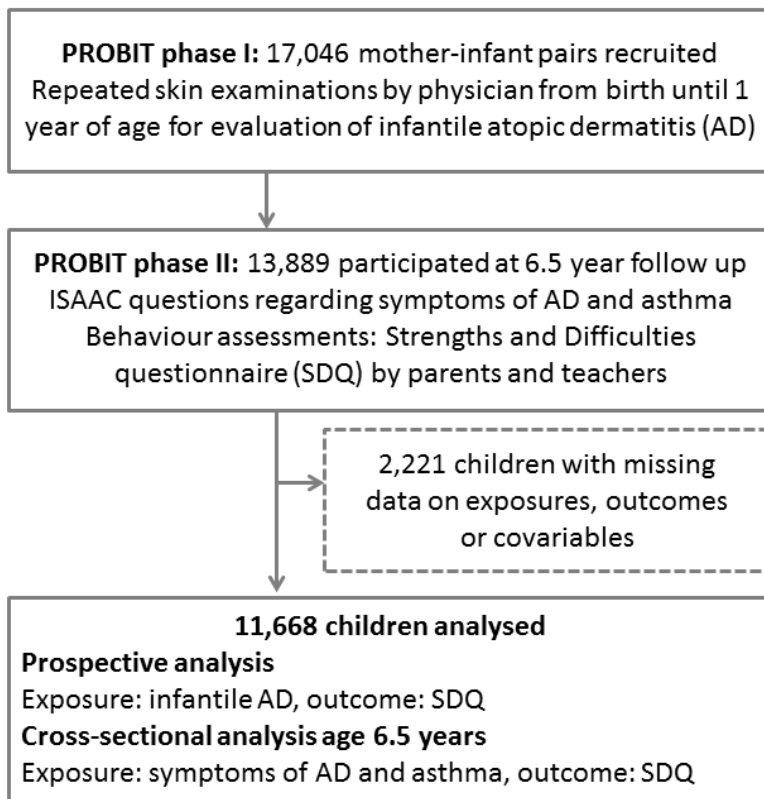 PROBIT phase I: 17,046 mother-infant pairs recruited
Repeated skin examinations by physician from birth until 1
year of age for evaluation of infantile atopic dermatitis (AD)
PROBIT phase II: 13,889 participated at 6.5 year follow up
ISAAC questions regarding symptoms of AD and asthma
Behaviour assessments: Strengths and Difficulties
questionnaire (SDQ) by parents and teachers
2,221 children with missing
data on exposures, outcomes
or covariables
11,668 children analysed
Prospective analysis
Exposure: infantile AD, outcome: SDQ
Cross-sectional analysis age 6.5 years
Exposure: symptoms of AD and asthma, outcome: SDQ